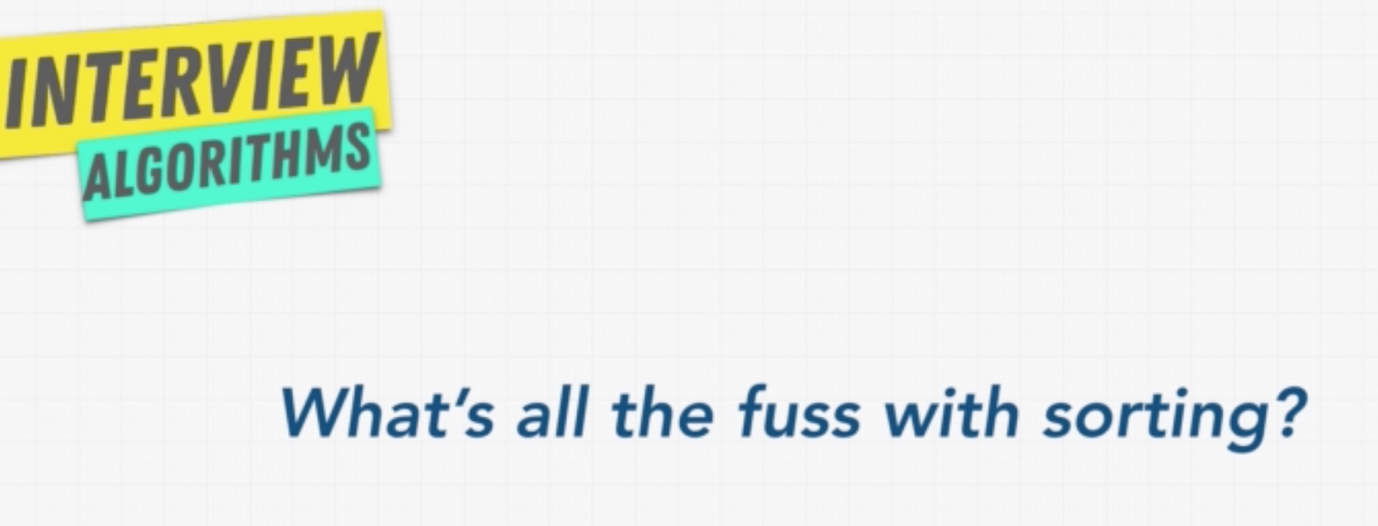 INTERVIEW
ALGORITHMS
What's all the fuss with sorting?